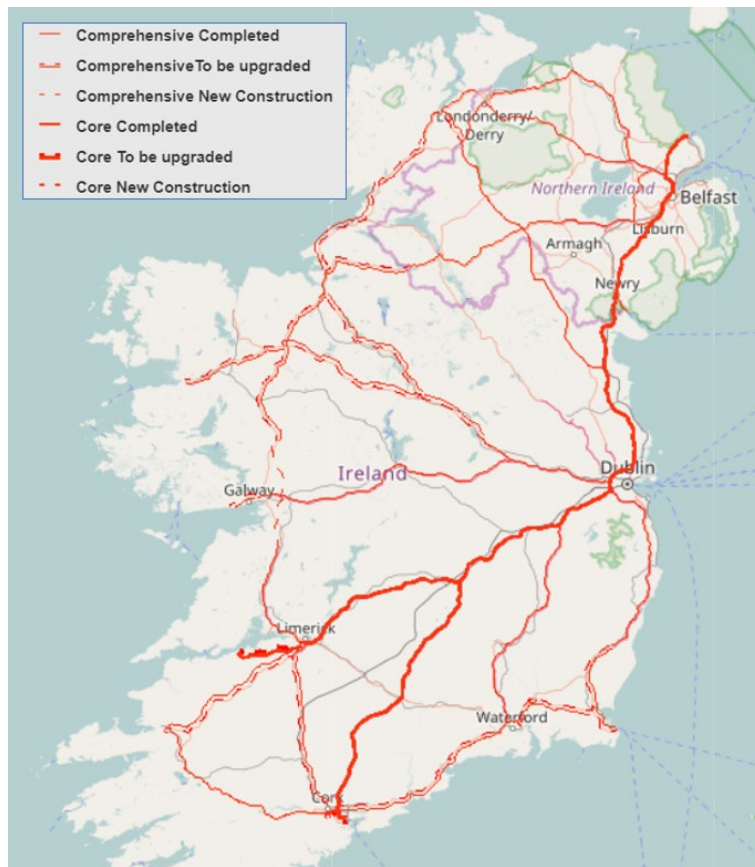 Comprehensive Completed
ComprehensiveTo be upgraded
Comprehensive New Construction
Core Completed
Core To be upgraded
Core New Construction
Londonderry/
Derry
Northern Ireland
Belfast
Lisburn
Armagh
Newry
Ireland
Dublin
Galway
Limerick
Waterford
Cork